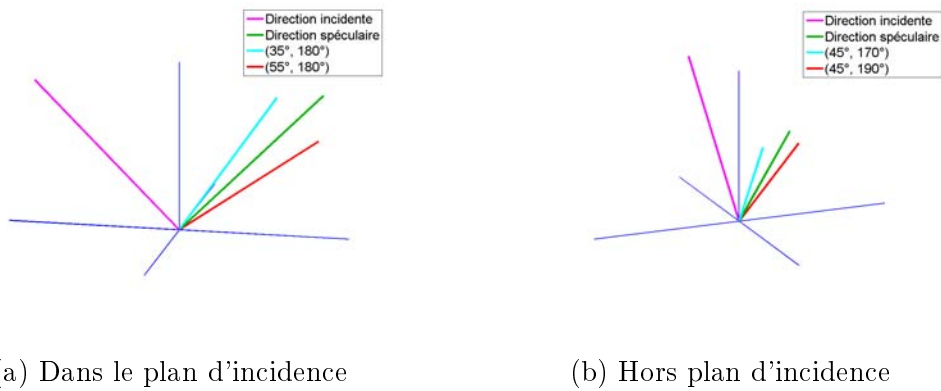 Direction incidente
Direction spéculaire
(35°, 180°)
(55°, 180°)
Direction incidente
Direction spéculaire
(45°, 170°)
(45°, 190°)
a) Dans le plan d'incidence
(b) Hors plan d'incidence